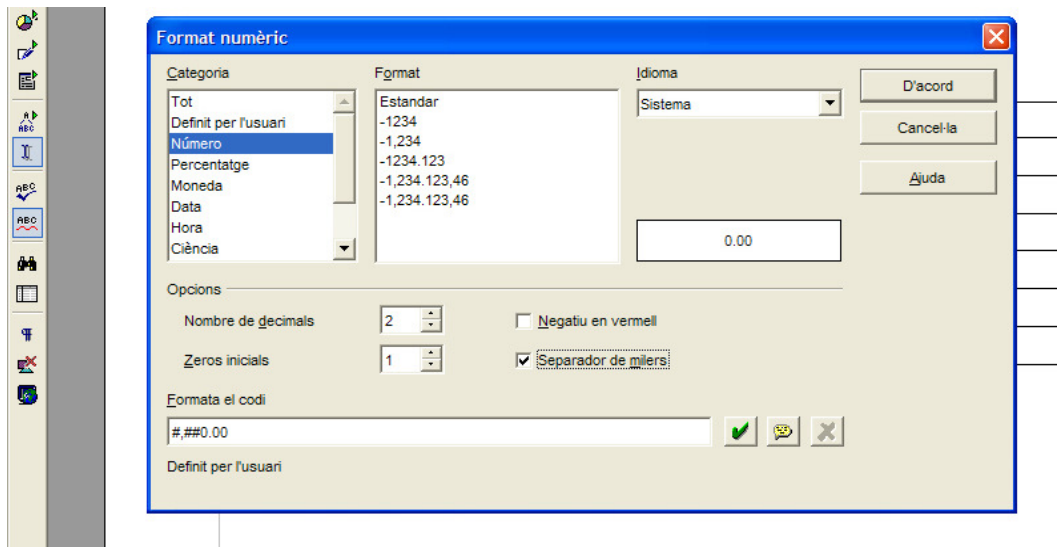 Format numèric
Categoria
Tot
Definit per l'usuari
Número
Percentatge
Moneda
Data
Hora
Ciència
Format
Estandar
-1234
-1,234
-1234.123
-1,234.123,46
-1,234.123,46
Idioma
Sistema
0.00
D'acord
Cancel·la
Ajuda
Opcions
Nombre de decimals 2
Negatiu en vermell
Zeros inicials 1
Separador de milers
Formata el codi
#,##0.00
Definit per l'usuari
A
ABC
ABC
ABC